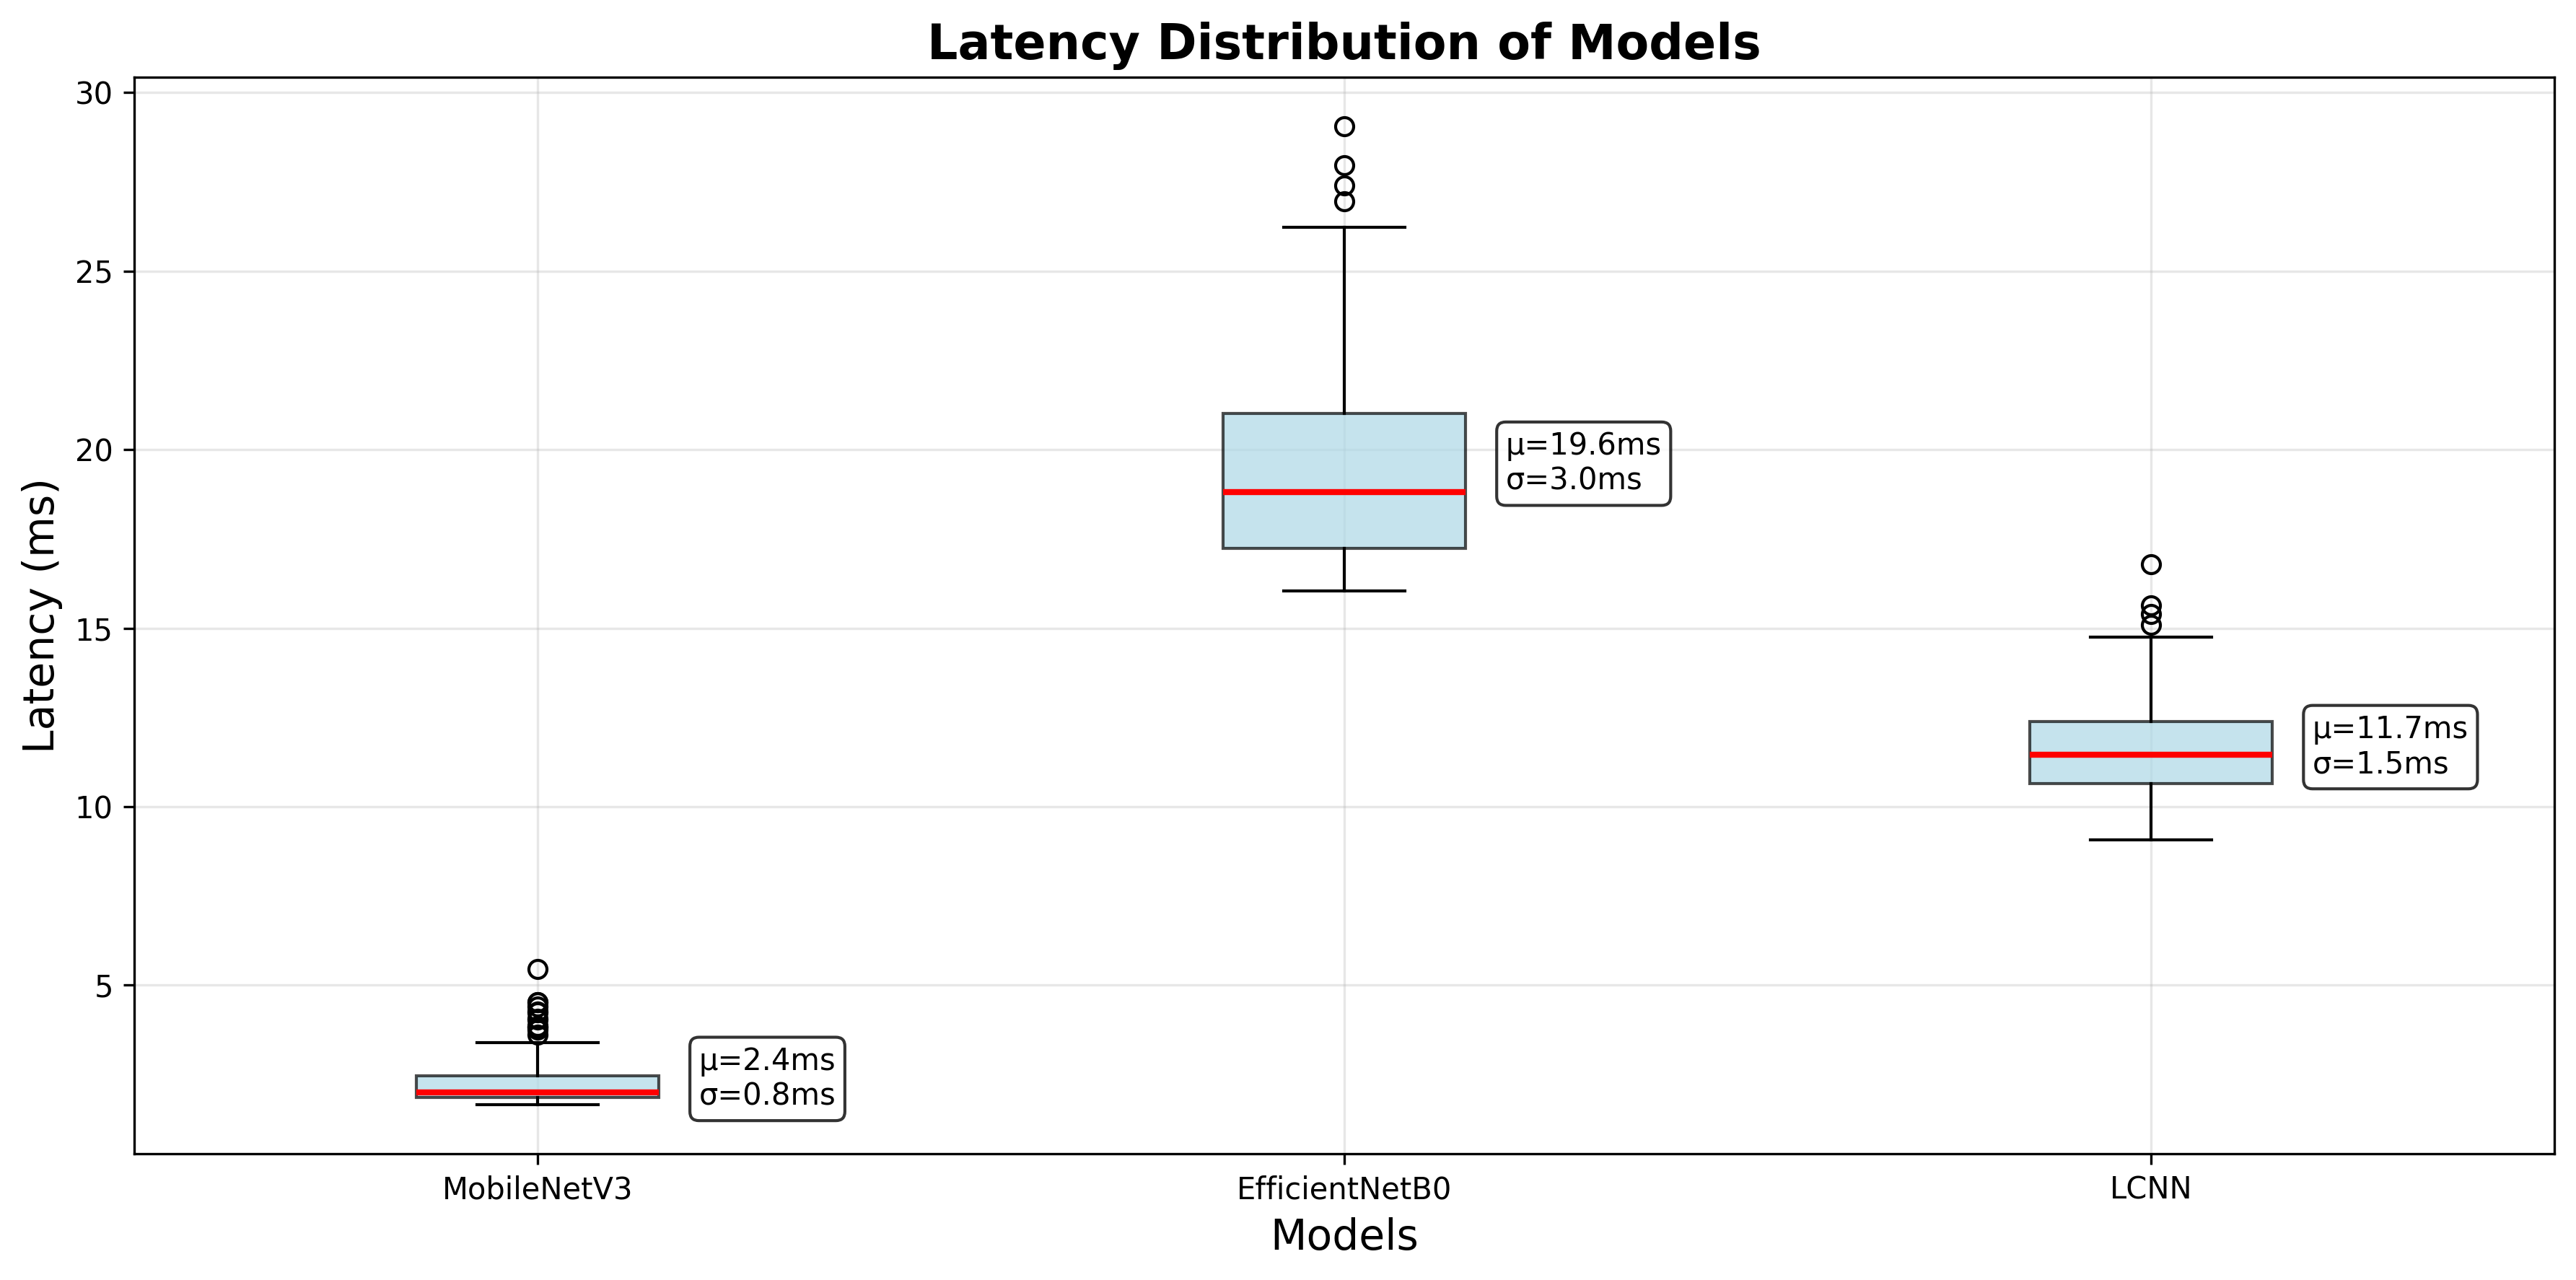 Latency Distribution of Models
30
25
20
15
10
5
Latency (ms)
μ=2.4ms
σ=0.8ms
μ=19.6ms
σ=3.0ms
μ=11.7ms
σ=1.5ms
MobileNetV3
EfficientNetB0
LCNN
Models